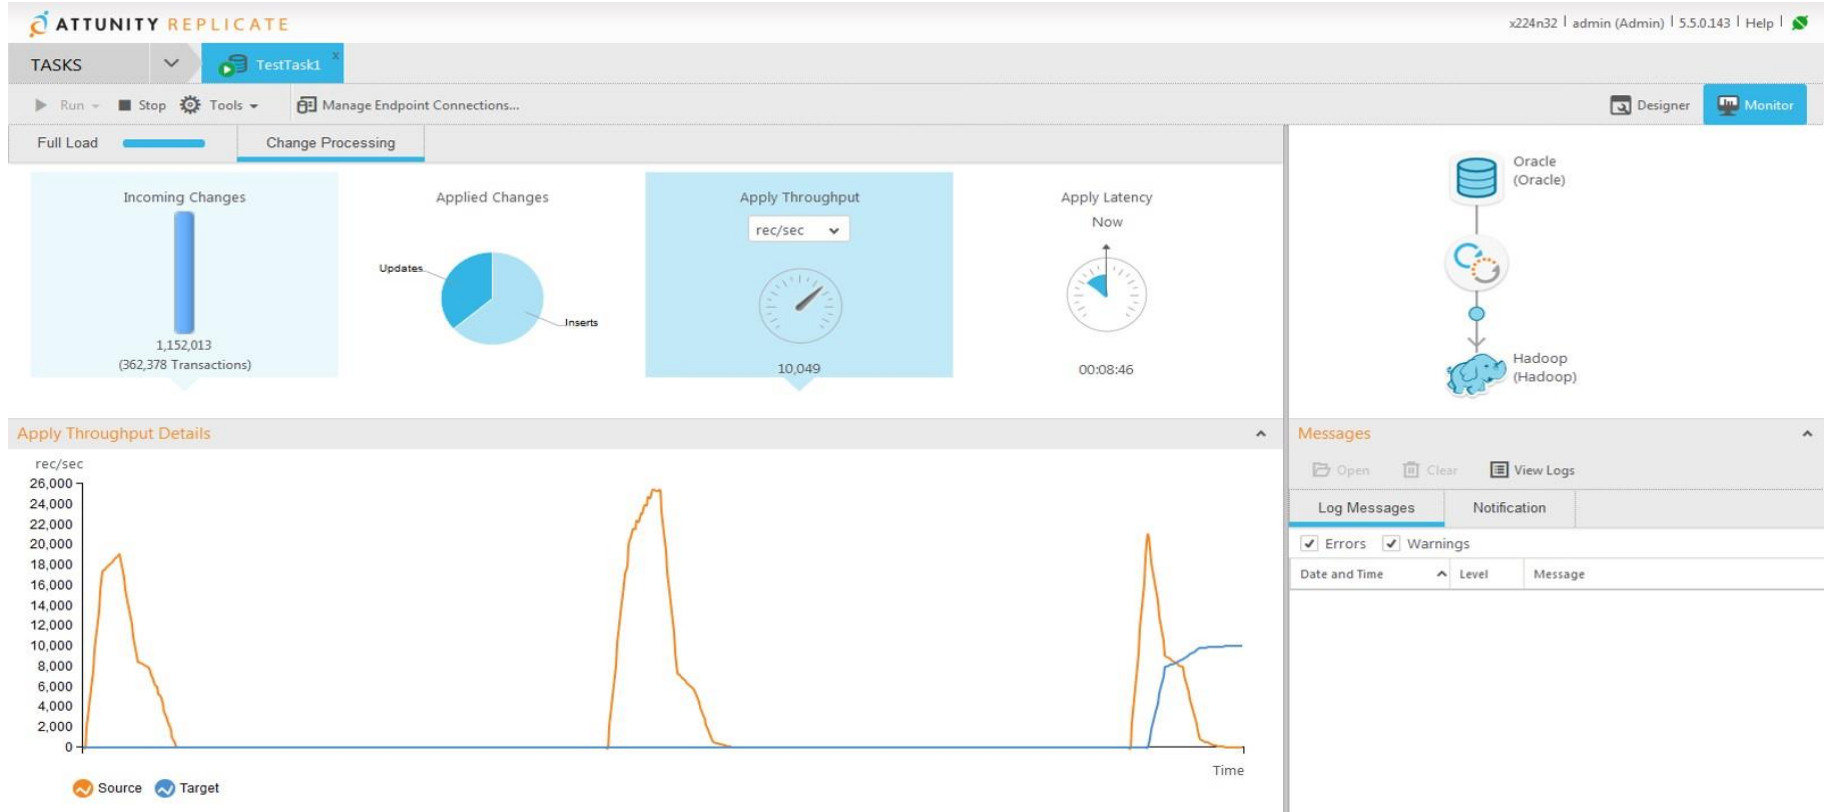 ATTUNITY REPLICATE
x224n32 | admin (Admin) | 5.5.0.143 | Help |
TASKS
TestTask1 x
Run
Stop
Tools
Manage Endpoint Connections...
Designer
Monitor
Full Load
Change Processing
Incoming Changes
1,152,013
(362,378 Transactions)
Applied Changes
Updates
Inserts
Apply Throughput
rec/sec
10,049
Apply Latency
Now
00:08:46
Oracle
(Oracle)
Hadoop
(Hadoop)
Apply Throughput Details
rec/sec
26,000
24,000
22,000
20,000
18,000
16,000
14,000
12,000
10,000
8,000
6,000
4,000
2,000
0
Time
Source
Target
Messages
Open
Clear
View Logs
Log Messages
Notification
Errors
Warnings
Date and Time
Level
Message